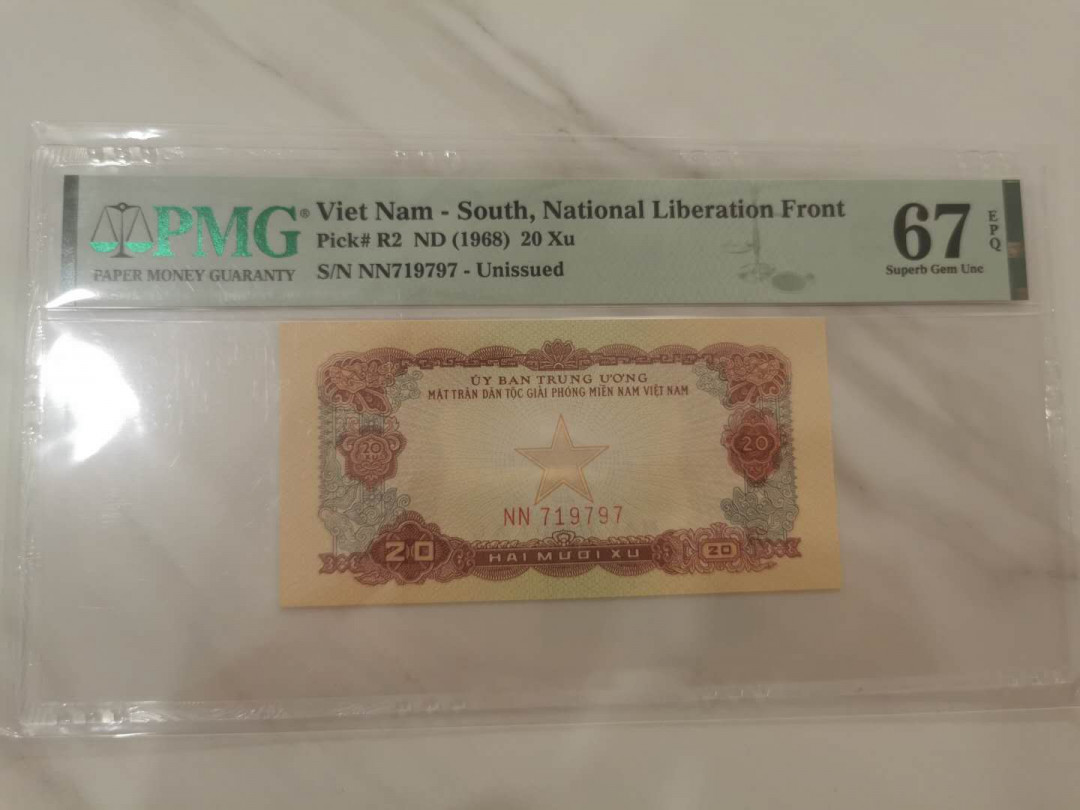 PMG®
PAPER MONEY GUARANTY
Viet Nam - South, National Liberation Front
Pick# R2 ND (1968) 20 Xu
S/N NN719797 - Unissued
67
EPQ
Superb Gem Unc
ỦY BAN TRUNG ƯƠNG
MẶT TRẬN DÂN TỘC GIẢI PHÓNG MIỀN NAM VIỆT NAM
20
XU
20
NN 719797
20
HAI MƯƠI XU
20